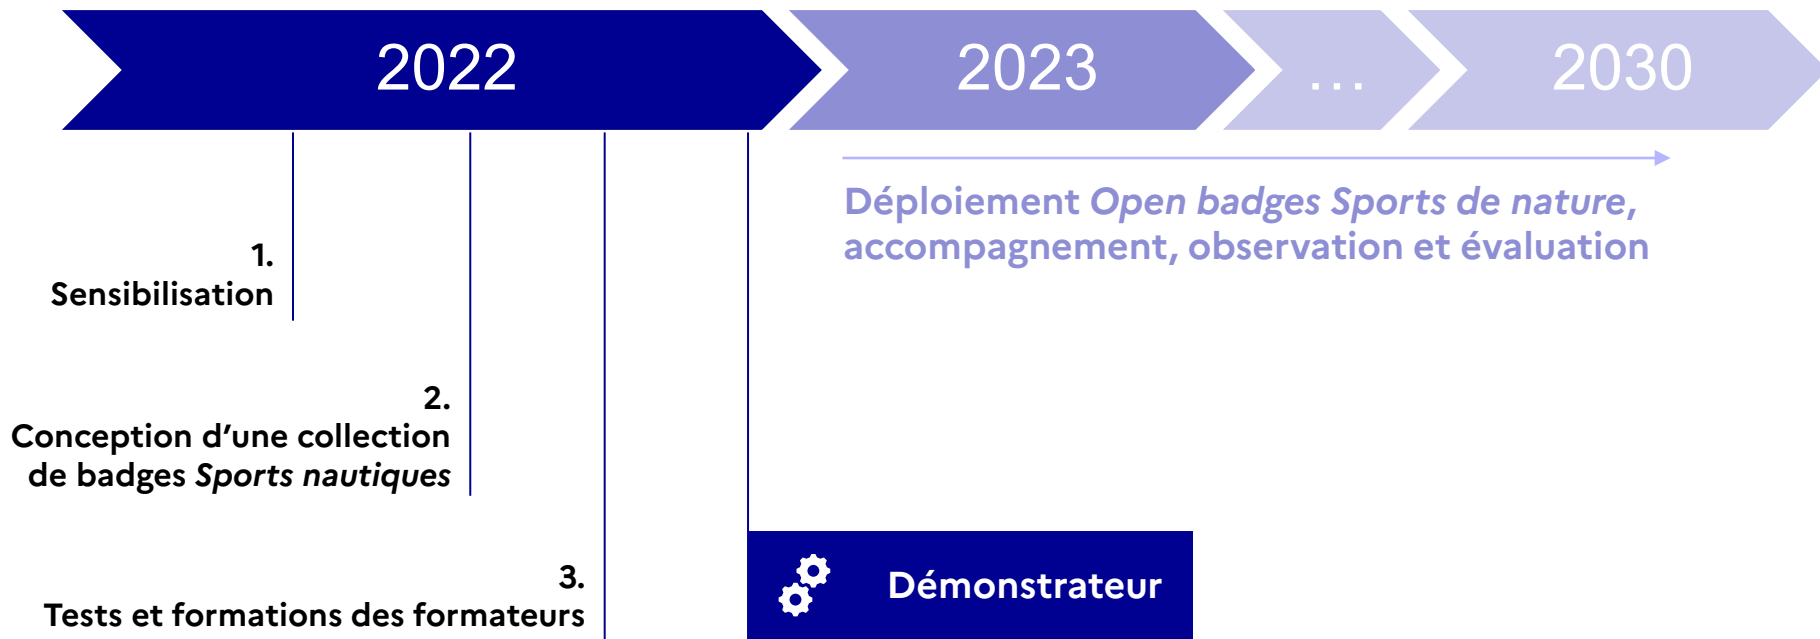 2022
2023
...
2030
Déploiement Open badges Sports de nature,
accompagnement, observation et évaluation
1.
Sensibilisation
2.
Conception d’une collection
de badges Sports nautiques
3.
Tests et formations des formateurs
Démonstrateur